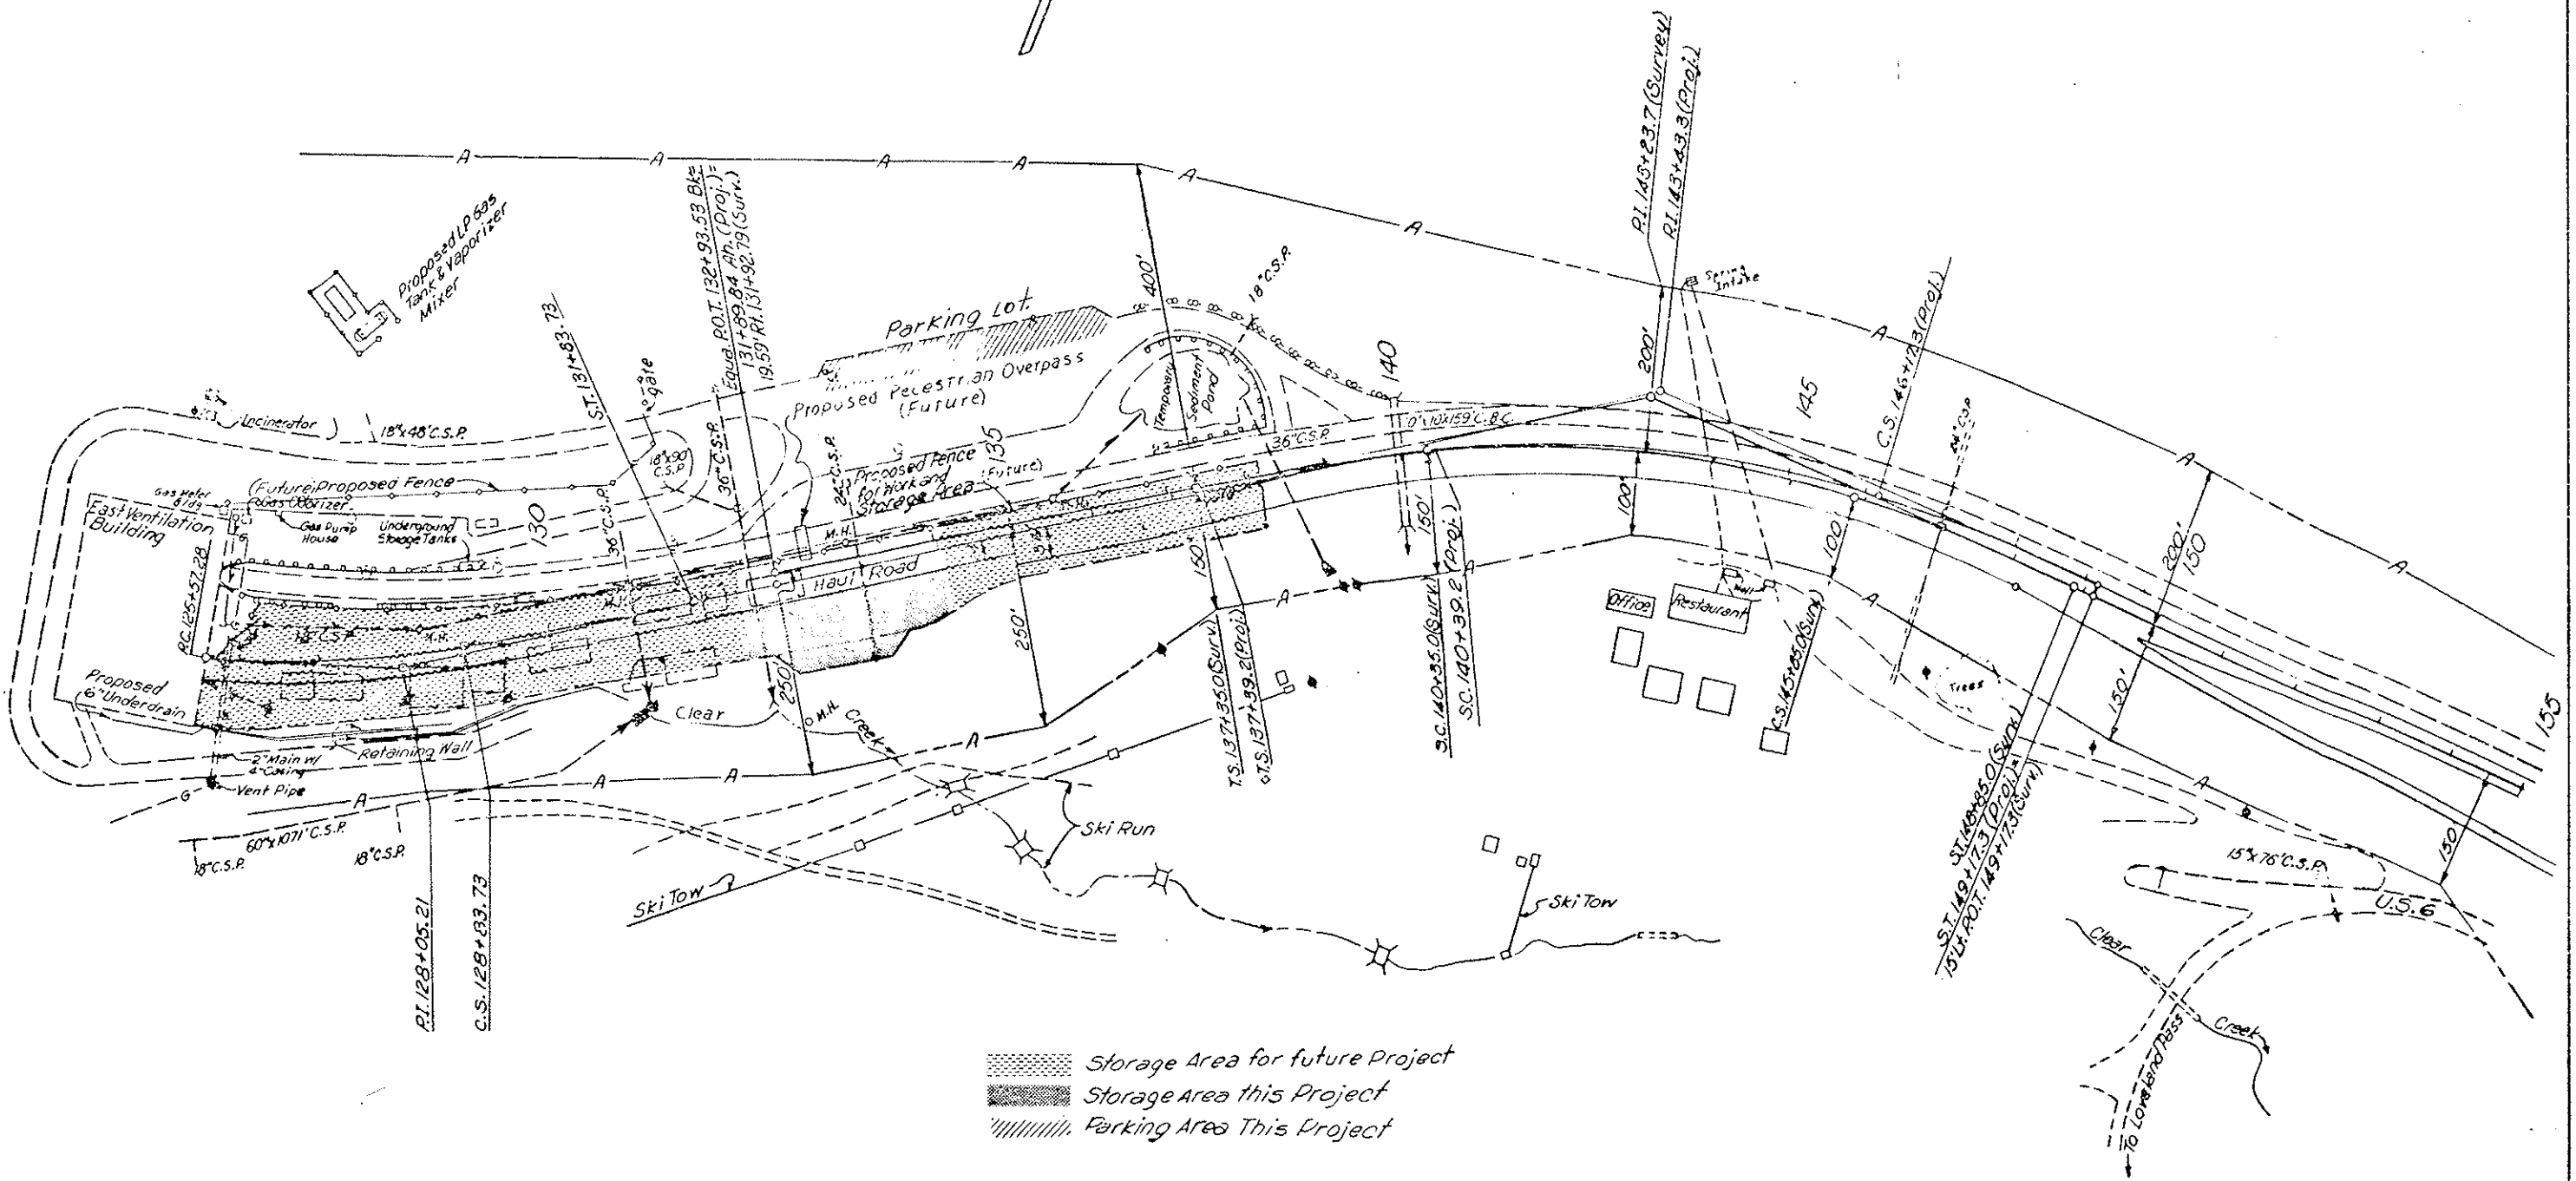 P.I. 143+23.7 (Survey)
P.I. 143+43.3 (Proj.)
A
A
A
A
A
A
A
A
A
A
Proposed LP Gas
Tank & Vaporizer
Mixer
S.T. 131+83.73
Equa. P.O.T. 132+93.53 Bk=
131+89.84 Ah. (Proj.)=
19.59' Rt. 131+92.79 (Surv.)
400'
18" C.S.P.
Spring
Intake
200'
Parking Lot
Proposed Pedestrian Overpass
(Future)
Temporary
Sediment
Pond
140
145
C.S. 146+17.3 (Proj.)
24" C.S.P.
Incinerator
18"x48' C.S.P.
gate
18"x90'
C.S.P.
36" C.S.P.
36" C.S.P.
24" C.S.P.
36" C.S.P.
135
Proposed Fence
for Work and
Storage Area
(Future)
(Future) Proposed Fence
Gas Meter
Bldg
Gas Odorizer
Gas Pump
House
Underground
Storage Tanks
130
East Ventilation
Building
P.C. 125+57.28
M.H.
Haul Road
M.H.
M.H.
18" C.S.P.
150'
150'
100'
100'
200'
150'
Office
Restaurant
250'
250'
Proposed
6" Underdrain
Retaining Wall
2" Main w/
4" Casing
Vent Pipe
G
Clear
Creek
M.H.
A
A
A
A
A
A
A
A
T.S. 137+35.0 (Surv.)
T.S. 137+39.2 (Proj.)
S.C. 140+35.0 (Surv.)
S.C. 140+39.2 (Proj.)
C.S. 145+85.0 (Surv.)
Trees
150'
155
S.T. 148+85.0 (Surv.)
S.T. 149+17.3 (Proj.)=
15' Lt. P.O.T. 149+17.3 (Surv.)
150'
60"x1071' C.S.P.
18" C.S.P.
18" C.S.P.
P.I. 128+05.21
C.S. 128+83.73
Ski Run
Ski Tow
Ski Tow
15"x76' C.S.P.
U.S. 6
Clear
Creek
To Loveland Pass
Storage Area for future Project
Storage Area this Project
Parking Area This Project